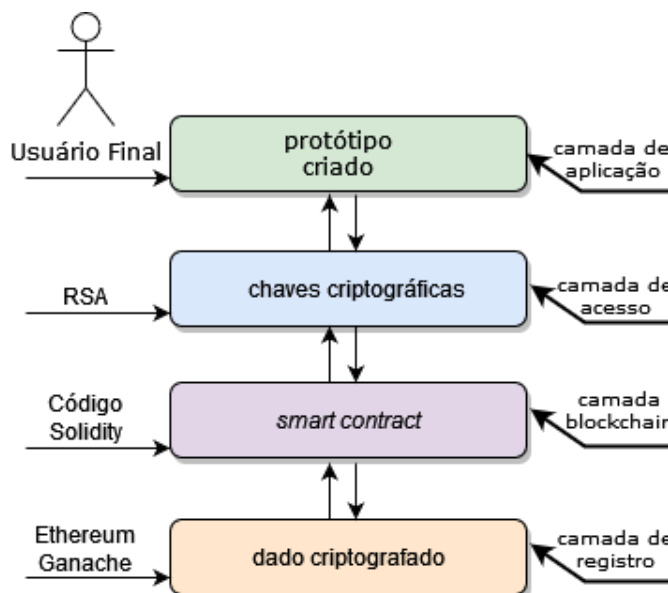 Usuário Final
protótipo
criado
camada de
aplicação
RSA
chaves criptográficas
camada de
acesso
Código
Solidity
smart contract
camada
blockchain
Ethereum
Ganache
dado criptografado
camada de
registro